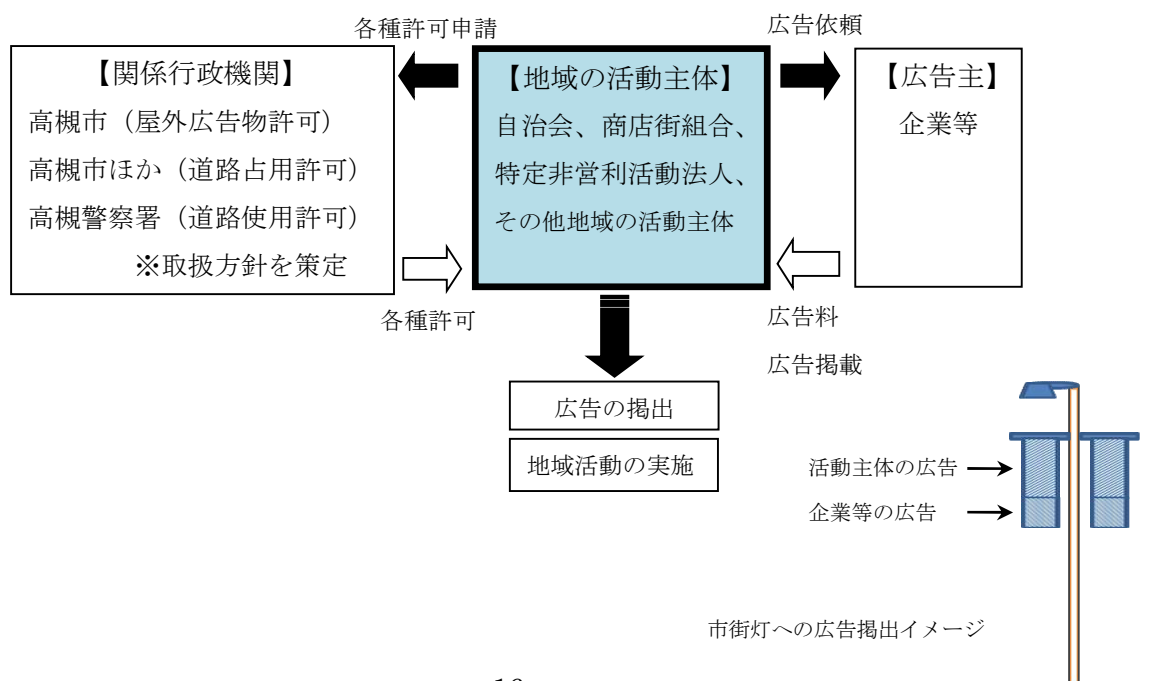 各種許可申請
広告依頼
【関係行政機関】
高槻市（屋外広告物許可）
高槻市ほか（道路占用許可）
高槻警察署（道路使用許可）
※取扱方針を策定
【地域の活動主体】
自治会、商店街組合、
特定非営利活動法人、
その他地域の活動主体
【広告主】
企業等
各種許可
広告料
広告掲載
広告の掲出
地域活動の実施
活動主体の広告
企業等の広告
市街灯への広告掲出イメージ